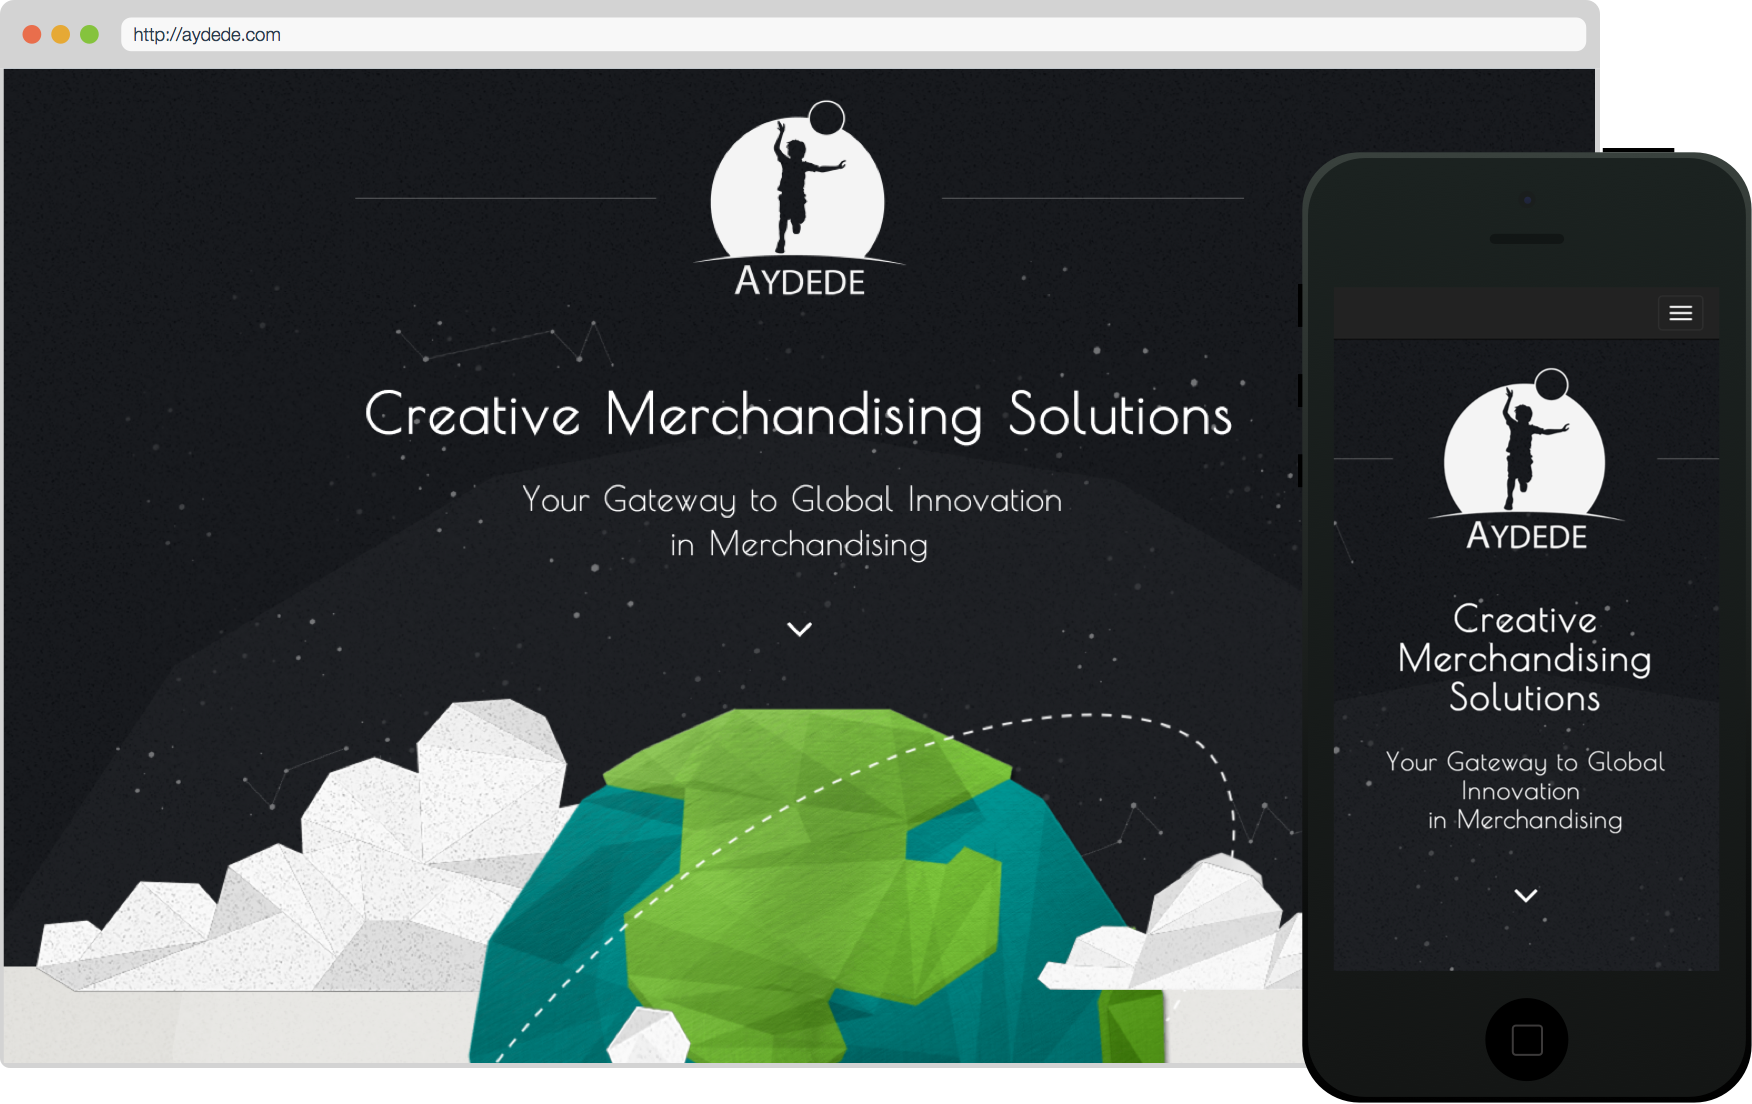 http://aydede.com
AYDEDE
Creative Merchandising Solutions
Your Gateway to Global Innovation
in Merchandising
AYDEDE
Creative
Merchandising
Solutions
Your Gateway to Global
Innovation
in Merchandising